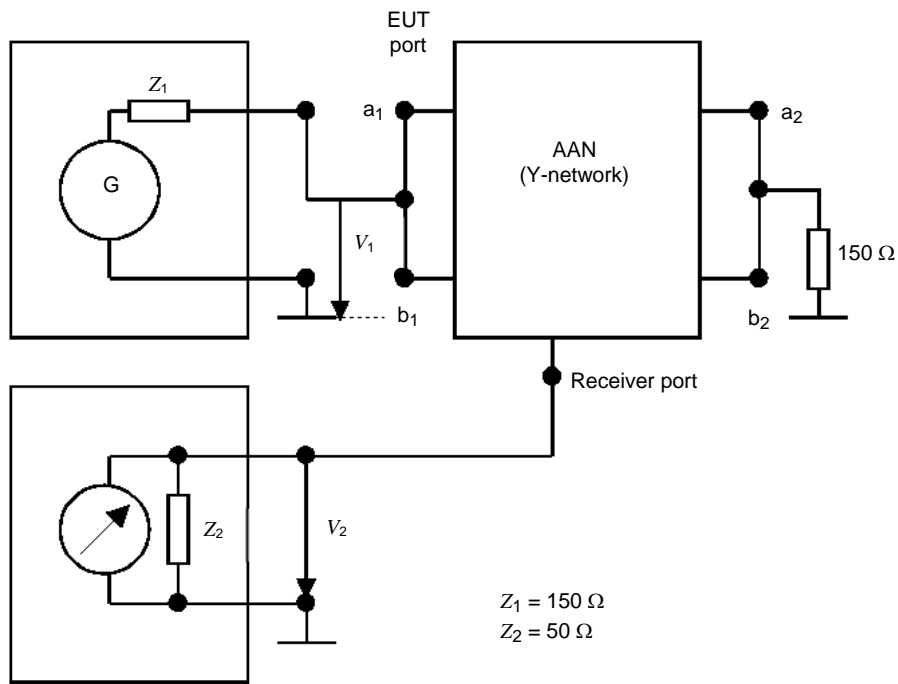 EUT
port
Z1
a1
a2
G
AAN
(Y-network)
V1
150 Ω
b1
b2
Receiver port
Z2
V2
Z1 = 150 Ω
Z2 = 50 Ω